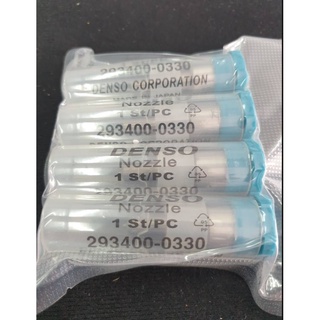 293400-0330
DENSO CORPORATION
MADE IN JAPAN
Nozzle
1 St/PC
293400-0330
DENSO
Nozzle
1 St/PC
293400-0330
DENSO
Nozzle
1 St/PC
293400-0330